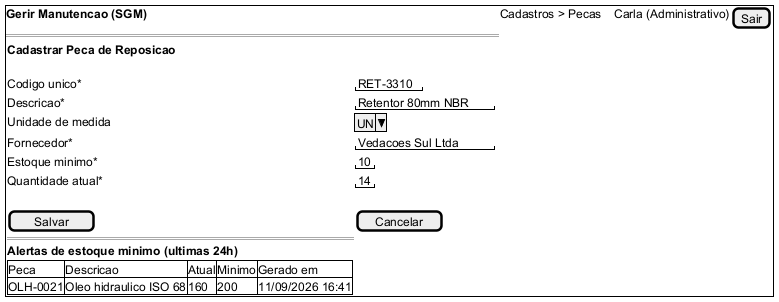 Gerir Manutencao (SGM) Cadastros > Pecas Carla (Administrativo) Sair
Cadastrar Peca de Reposicao
Codigo unico* RET-3310
Descricao* Retentor 80mm NBR
Unidade de medida UN
Fornecedor* Vedacoes Sul Ltda
Estoque minimo* 10
Quantidade atual* 14
Salvar Cancelar
Alertas de estoque minimo (ultimas 24h)
Peca Descricao Atual Minimo Gerado em
OLH-0021 Oleo hidraulico ISO 68 160 200 11/09/2026 16:41